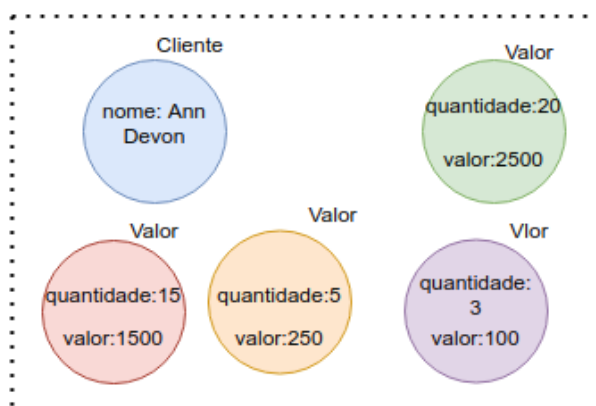 Cliente
nome: Ann
Devon
Valor
quantidade:20
valor:2500
Valor
quantidade:15
valor:1500
Valor
quantidade:5
valor:250
Vlor
quantidade:
3
valor:100